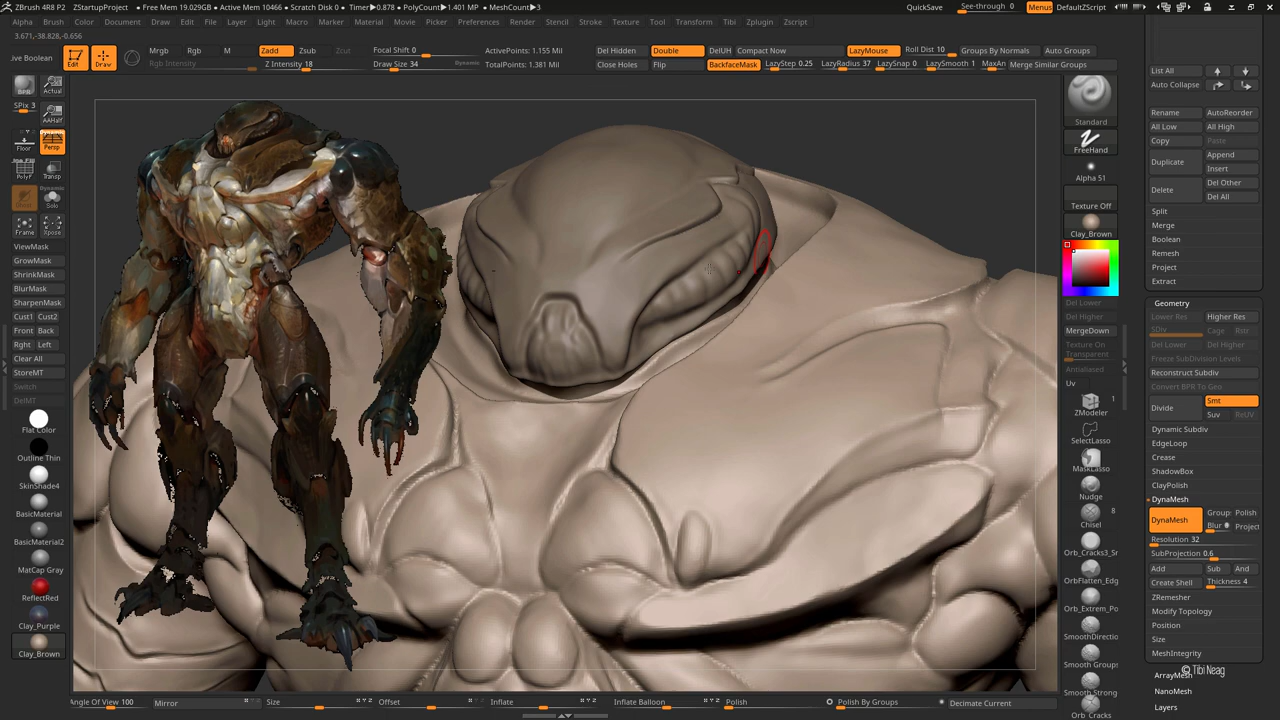 ZBrush 4R8 P2 ZStartupProject • Free Mem 19.029GB • Active Mem 10466 • Scratch Disk 0 • Timer▶0.878 • PolyCount▶1.401 MP • MeshCount▶3
QuickSave See-through 0 Menus DefaultZScript
Alpha Brush Color Document Draw Edit File Layer Light Macro Marker Material Movie Picker Preferences Render Stencil Stroke Texture Tool Transform Tibi Zplugin Zscript
3.671,-38.828,-0.656
ive Boolean Edit Draw
Mrgb Rgb M Zadd Zsub Zcut Focal Shift 0 ActivePoints: 1.155 Mil Del Hidden Double DelUH Compact Now LazyMouse Roll Dist 10 Groups By Normals Auto Groups
Rgb Intensity Z Intensity 18 Draw Size 34 Dynamic TotalPoints: 1.381 Mil Close Holes Flip BackfaceMask LazyStep 0.25 LazyRadius 37 LazySnap 0 LazySmooth 1 MaxAn Merge Similar Groups
BPR Actual
SPix 3 AAHalf
Floor Dynamic Persp
PolyF Transp
Dynamic Solo
Frame Xpose
ViewMask
GrowMask
ShrinkMask
BlurMask
SharpenMask
Cust1 Cust2
Front Back
Rght Left
Clear All
StoreMT
Switch
DelMT
Flat Color
Outline Thin
SkinShade4
BasicMaterial
BasicMaterial2
MatCap Gray
ReflectRed
Clay_Purple
Clay_Brown
Standard
FreeHand
Alpha 51
Texture Off
Clay_Brown
Del Lower
Del Higher
MergeDown
Texture On
Transparent
Antialiased
Uv
1
ZModeler
SelectLasso
MaskLasso
Nudge
8
Chisel
Orb_Cracks3_Sr
OrbFlatten_Edg
Orb_Extrem_Po
SmoothDirectio
Smooth Groups
Smooth Strong
Orb_Cracks
List All
Auto Collapse
Rename AutoReorder
All Low All High
Copy Paste
Duplicate Append
Insert
Delete Del Other
Del All
Split
Merge
Boolean
Remesh
Project
Extract
Geometry
Lower Res Higher Res
SDiv Cage Rstr
Del Lower Del Higher
Freeze SubDivision Levels
Reconstruct Subdiv
Convert BPR To Geo
Divide Smt
Suv ReUV
Dynamic Subdiv
EdgeLoop
Crease
ShadowBox
ClayPolish
DynaMesh
DynaMesh Group Polish
Blur Project
Resolution 32
SubProjection 0.6
Add Sub And
Create Shell Thickness 4
ZRemesher
Modify Topology
Position
Size
MeshIntegrity
ArrayMesh
© Tibi Neag
NanoMesh
Layers
Angle Of View 100 Mirror Size Offset Inflate Inflate Balloon Polish Polish By Groups Decimate Current